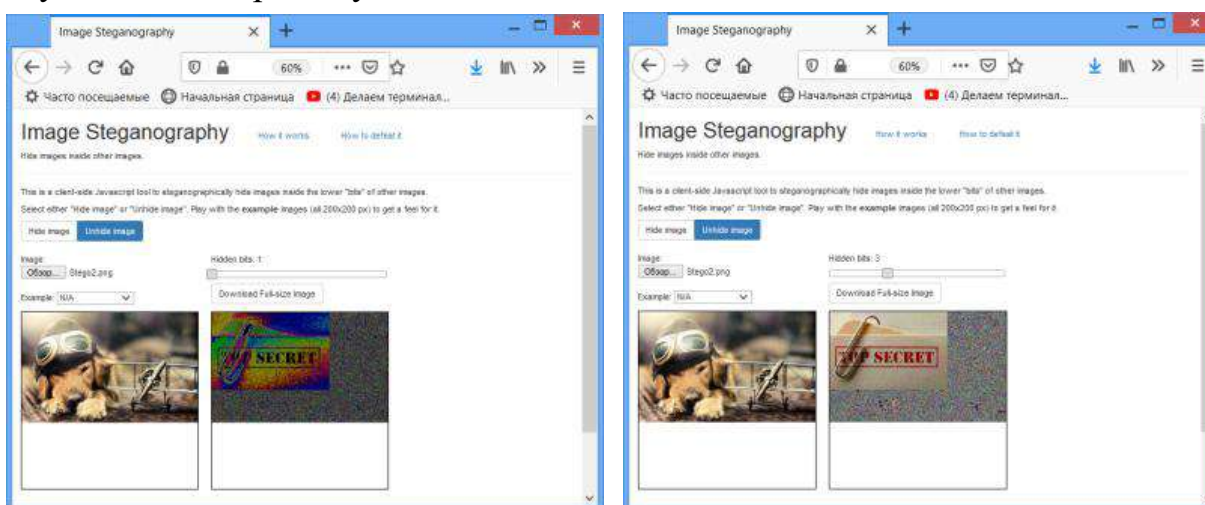 Image Steganography
60%
Часто посещаемые Начальная страница (4) Делаем терминал...
Image Steganography How it works How to defeat it
Hide images inside other images.
This is a client-side Javascript tool to steganographically hide images inside the lower "bits" of other images.
Select either "Hide image" or "Unhide image". Play with the example images (all 200x200 px) to get a feel for it.
Hide image Unhide image
Image: Hidden bits: 1
Обзор... Stego2.png
Download Full-size Image
Example: N/A
TOP SECRET
Image Steganography
60%
Часто посещаемые Начальная страница (4) Делаем терминал...
Image Steganography How it works How to defeat it
Hide images inside other images.
This is a client-side Javascript tool to steganographically hide images inside the lower "bits" of other images.
Select either "Hide image" or "Unhide image". Play with the example images (all 200x200 px) to get a feel for it.
Hide image Unhide image
Image: Hidden bits: 3
Обзор... Stego2.png
Download Full-size Image
Example: N/A
TOP SECRET